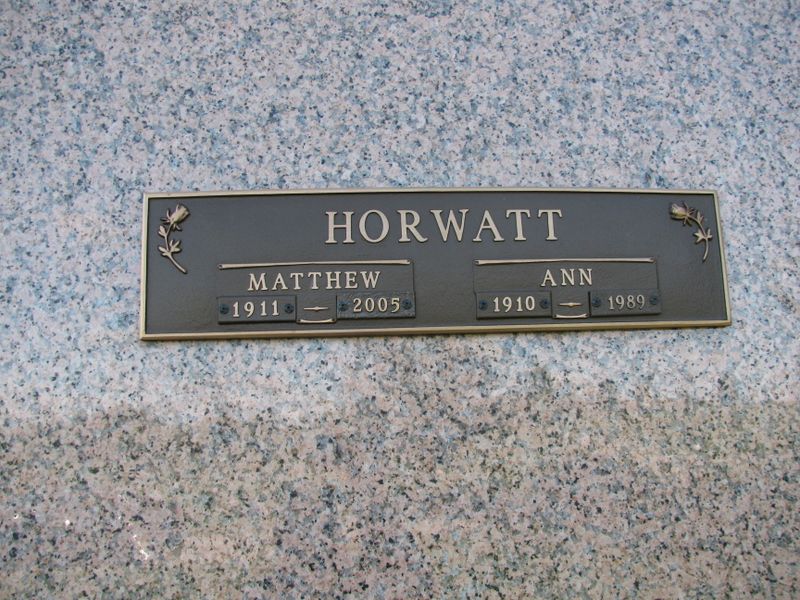 HORWATT
MATTHEW
1911 — 2005
ANN
1910 — 1989